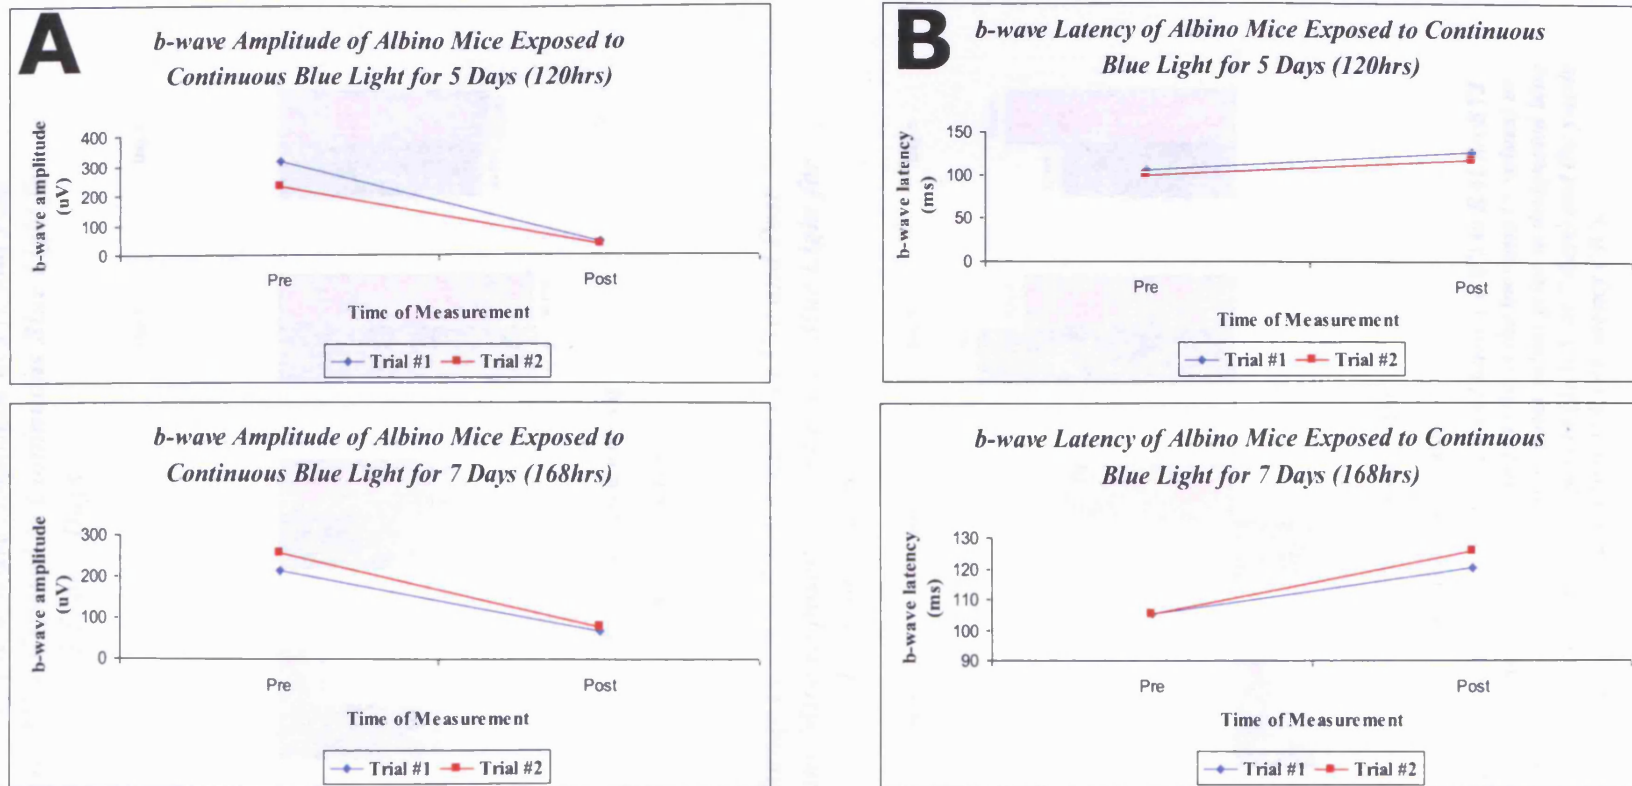 A
b-wave Amplitude of Albino Mice Exposed to
Continuous Blue Light for 5 Days (120hrs)
b-wave amplitude
(uV)
400
300
200
100
0
Pre
Post
Time of Measurement
Trial #1
Trial #2
B
b-wave Latency of Albino Mice Exposed to Continuous
Blue Light for 5 Days (120hrs)
b-wave latency
(ms)
150
100
50
0
Pre
Post
Time of Measurement
Trial #1
Trial #2
b-wave Amplitude of Albino Mice Exposed to
Continuous Blue Light for 7 Days (168hrs)
b-wave amplitude
(uV)
300
200
100
0
Pre
Post
Time of Measurement
Trial #1
Trial #2
b-wave Latency of Albino Mice Exposed to Continuous
Blue Light for 7 Days (168hrs)
b-wave latency
(ms)
130
120
110
100
90
Pre
Post
Time of Measurement
Trial #1
Trial #2